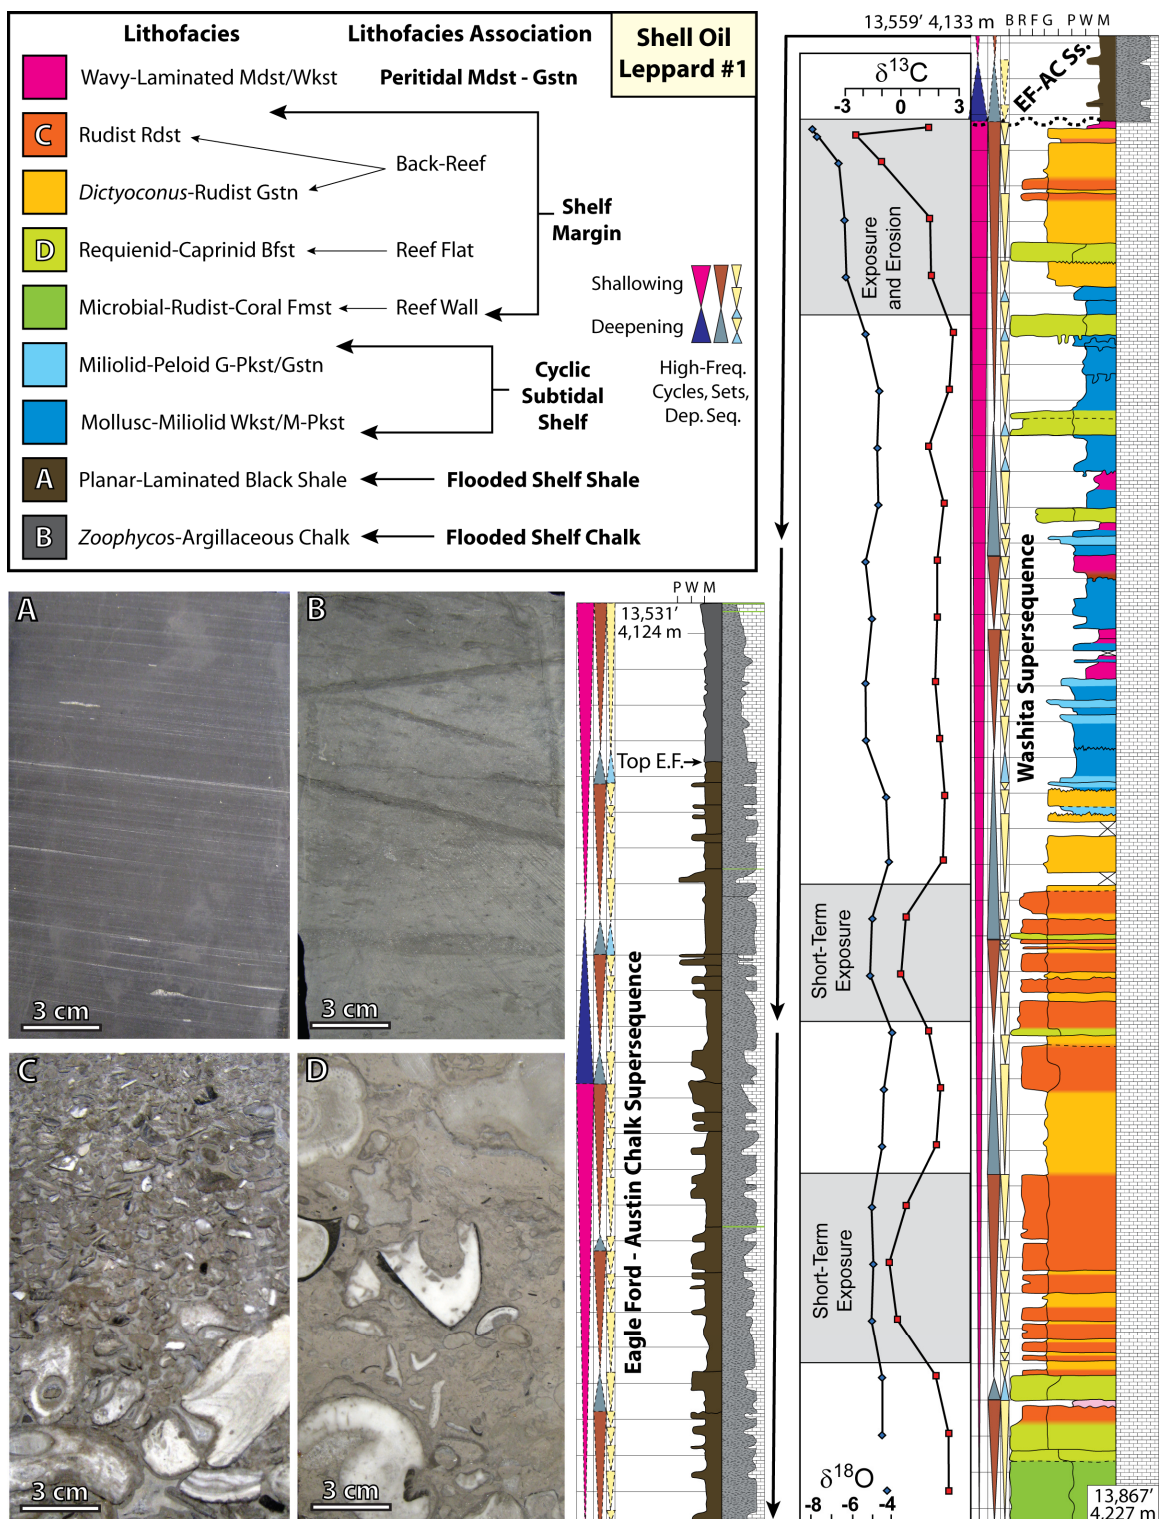 Lithofacies
Lithofacies Association
Shell Oil
Leppard #1
Wavy-Laminated Mdst/Wkst
Peritidal Mdst - Gstn
C
Rudist Rdst
Back-Reef
Dictyoconus-Rudist Gstn
Shelf
Margin
D
Requienid-Caprinid Bfst
Reef Flat
Microbial-Rudist-Coral Fmst
Reef Wall
Shallowing
Deepening
Miliolid-Peloid G-Pkst/Gstn
Cyclic
Subtidal
Shelf
High-Freq.
Cycles, Sets,
Dep. Seq.
Mollusc-Miliolid Wkst/M-Pkst
A
Planar-Laminated Black Shale
Flooded Shelf Shale
B
Zoophycos-Argillaceous Chalk
Flooded Shelf Chalk
A
3 cm
B
3 cm
C
3 cm
D
3 cm
P W M
13,531'
4,124 m
Top E.F.
Eagle Ford - Austin Chalk Supersequence
13,559' 4,133 m
B R F G P W M
δ13C
-3 0 3
EF-AC Ss.
Exposure
and Erosion
Washita Supersequence
Short-Term
Exposure
Short-Term
Exposure
δ18O
-8 -6 -4
13,867'
4,227 m